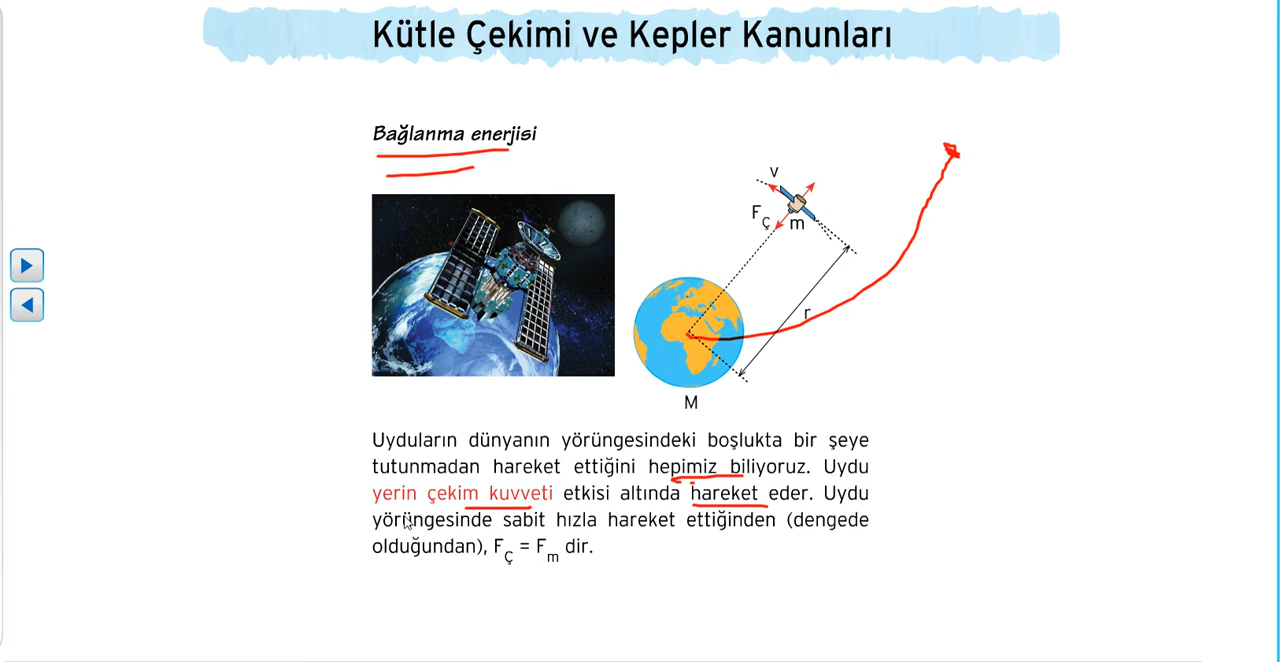 Kütle Çekimi ve Kepler Kanunları
Bağlanma enerjisi
v
F
Ç
m
r
M
Uyduların dünyanın yörüngesindeki boşlukta bir şeye
tutunmadan hareket ettiğini hepimiz biliyoruz. Uydu
yerin çekim kuvveti etkisi altında hareket eder. Uydu
yörüngesinde sabit hızla hareket ettiğinden (dengede
olduğundan), FÇ = Fm dir.